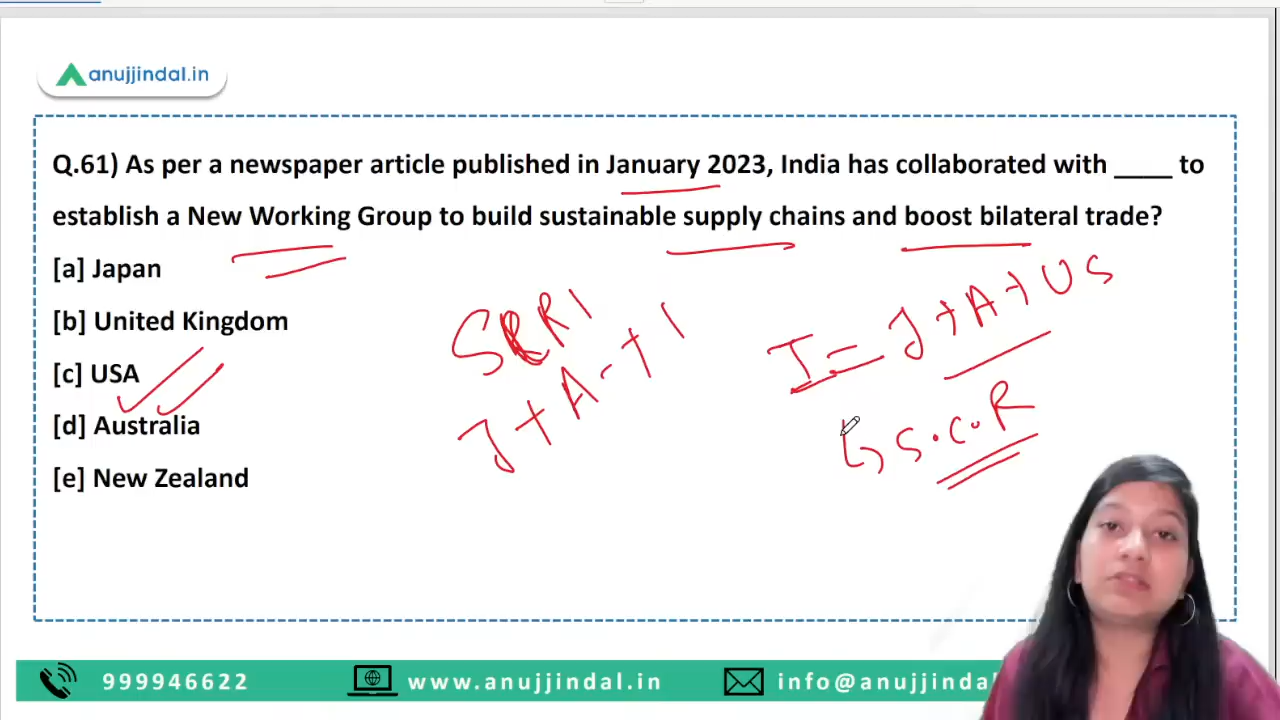 anujjindal.in
Q.61) As per a newspaper article published in January 2023, India has collaborated with ____ to
establish a New Working Group to build sustainable supply chains and boost bilateral trade?
[a] Japan
[b] United Kingdom
[c] USA
[d] Australia
[e] New Zealand
J + A + I
I = J + A + US
S.C.R
999946622
www.anujjindal.in
info@anujjindal